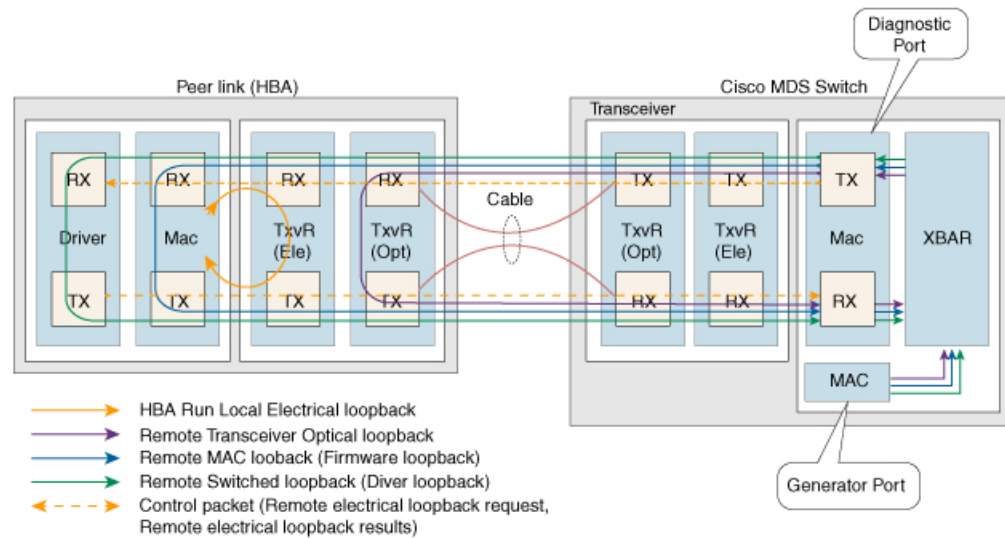 Diagnostic
Port
Peer link (HBA)
Cisco MDS Switch
Transceiver
RX
RX
RX
RX
TX
TX
TX
Cable
Driver
Mac
TxvR
(Ele)
TxvR
(Opt)
TxvR
(Opt)
TxvR
(Ele)
Mac
XBAR
TX
TX
TX
TX
RX
RX
RX
MAC
HBA Run Local Electrical loopback
Remote Transceiver Optical loopback
Remote MAC looback (Firmware loopback)
Remote Switched loopback (Diver loopback)
Control packet (Remote electrical loopback request,
Remote electrical loopback results)
Generator Port